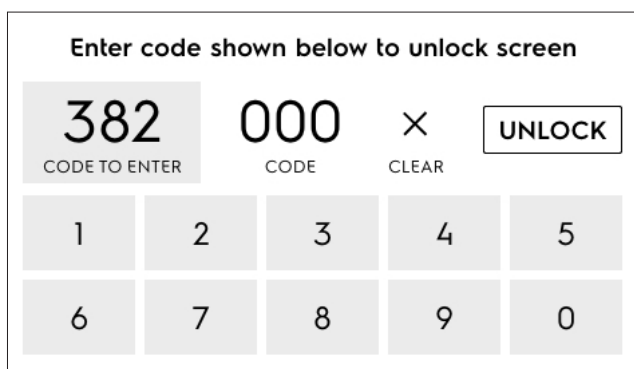 Enter code shown below to unlock screen
382 000 × UNLOCK
CODE TO ENTER CODE CLEAR
1 2 3 4 5
6 7 8 9 0